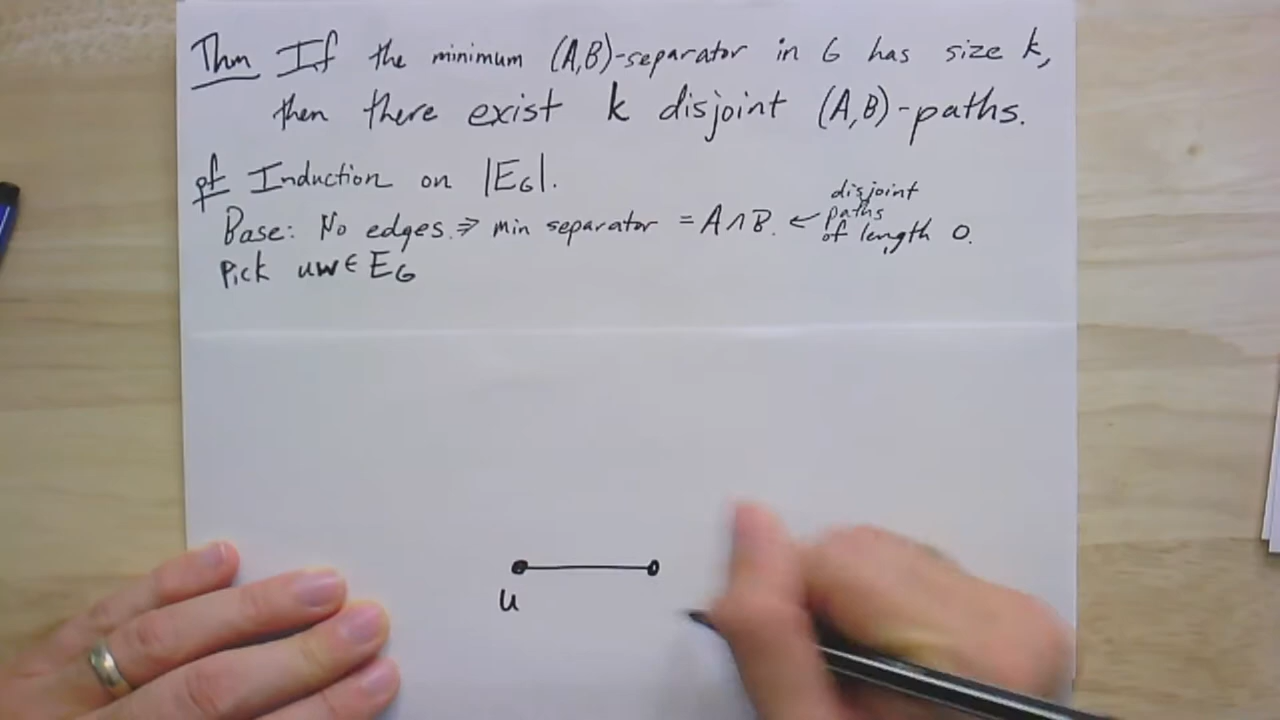 Thm If the minimum (A,B)-separator in G has size k,
then there exist k disjoint (A,B)-paths.
pf Induction on |E_G|.
Base: No edges. ⇒ min separator = A∩B. ← disjoint paths of length 0.
Pick uw ∈ E_G
u